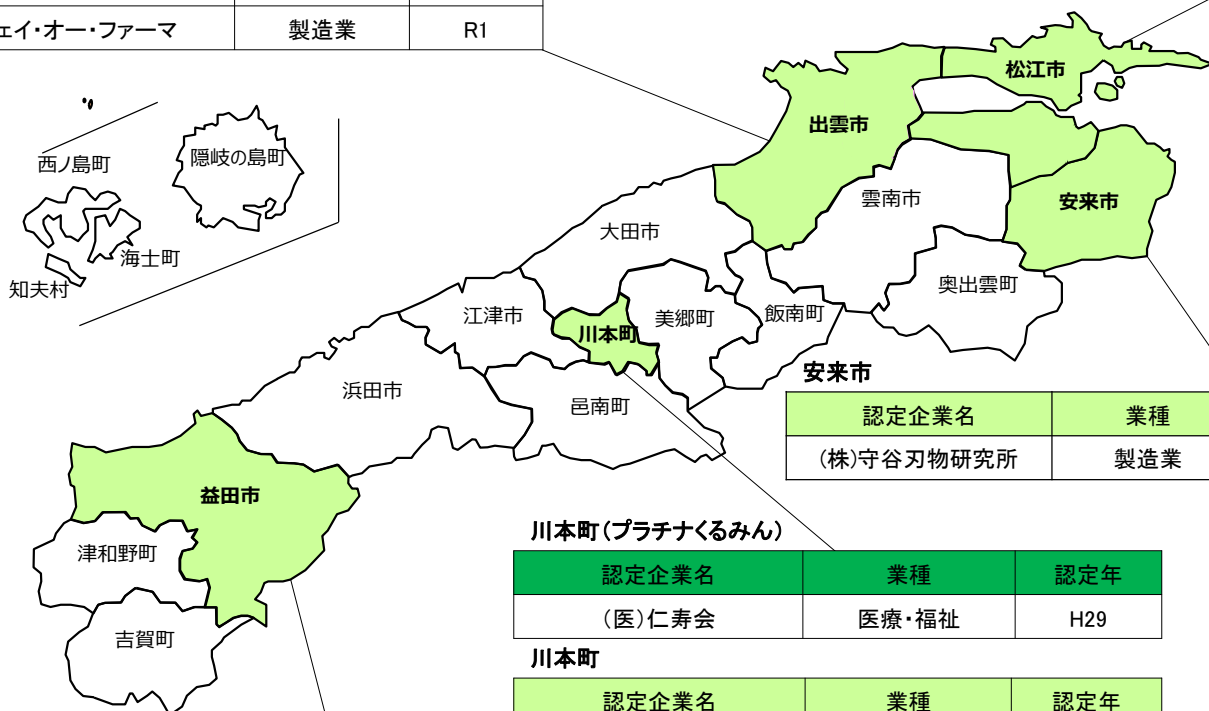 ェイ・オー・ファーマ 製造業 R1
松江市
出雲市
西ノ島町
隠岐の島町
雲南市
安来市
大田市
海士町
知夫村
奥出雲町
江津市
川本町
美郷町
飯南町
浜田市
邑南町
安来市
認定企業名 業種
(株)守谷刃物研究所 製造業
益田市
川本町(プラチナくるみん)
津和野町
認定企業名 業種 認定年
(医)仁寿会 医療・福祉 H29
吉賀町
川本町
認定企業名 業種 認定年